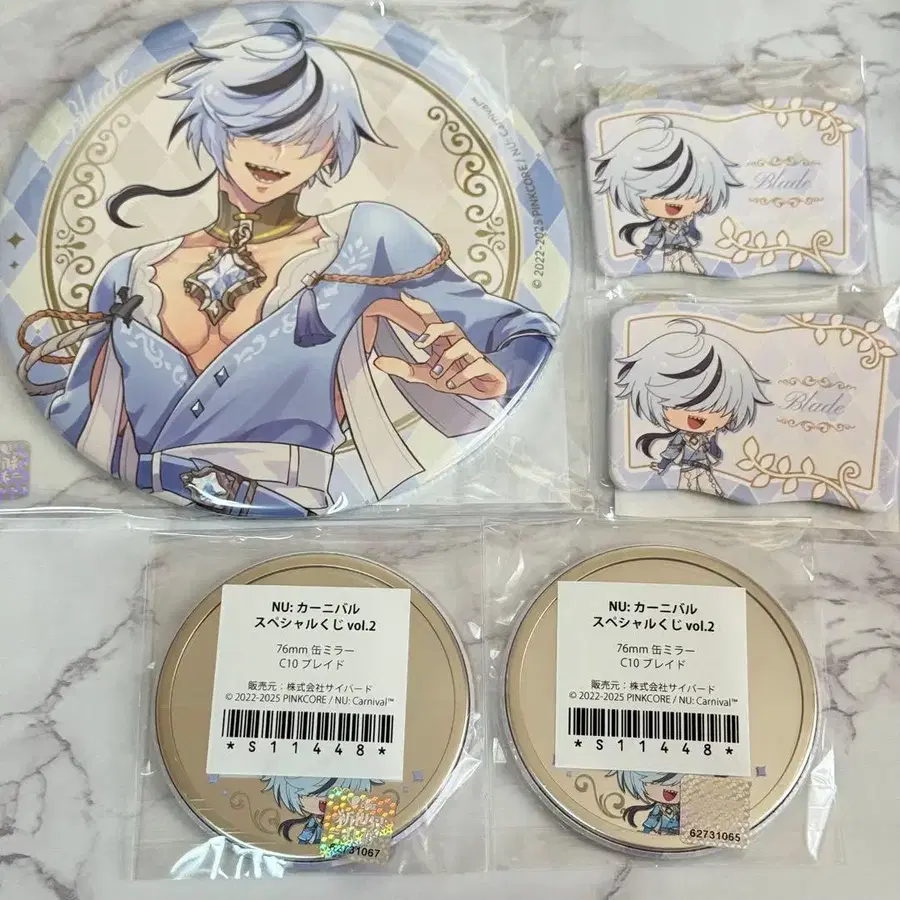 Blade
© 2022-2025 PINKCORE / NU: Carnival™
Blade
Blade
NU: カーニバル
スペシャルくじ vol.2
76mm 缶ミラー
C10 ブレイド
販売元：株式会社サイバード
© 2022-2025 PINKCORE / NU: Carnival™
*S11448*
62731067
NU: カーニバル
スペシャルくじ vol.2
76mm 缶ミラー
C10 ブレイド
販売元：株式会社サイバード
© 2022-2025 PINKCORE / NU: Carnival™
*S11448*
62731065